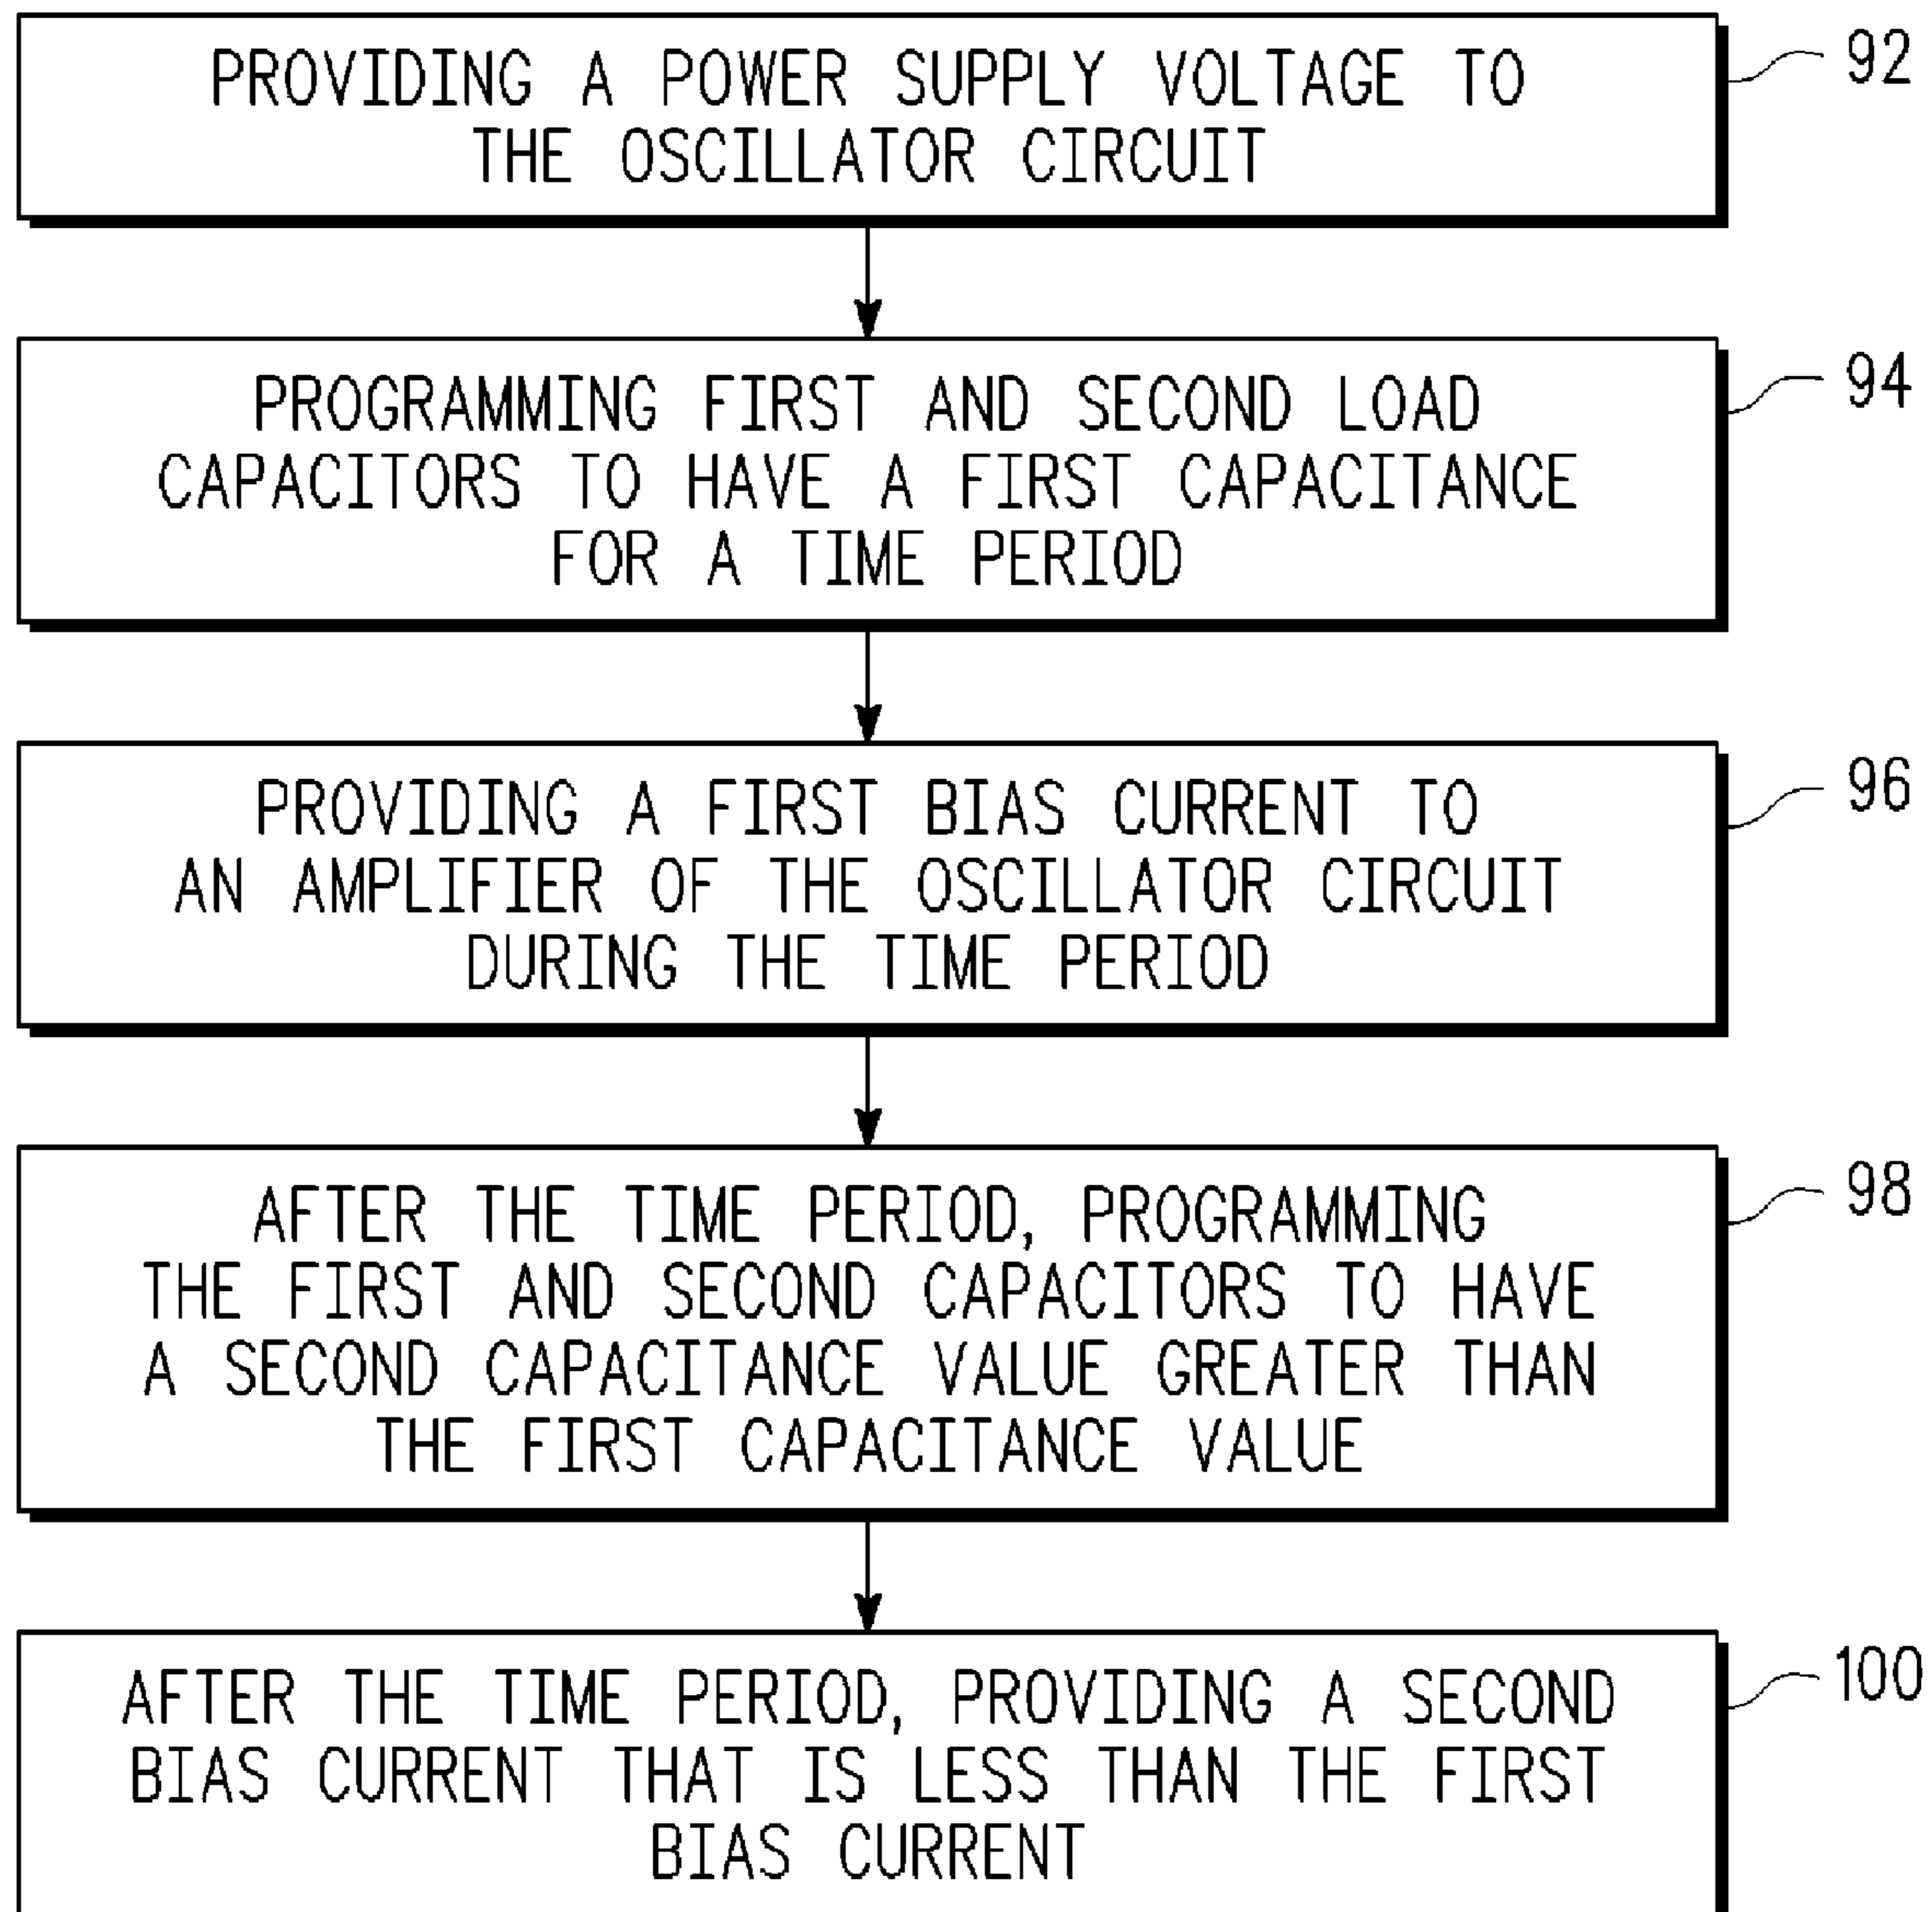 PROVIDING A POWER SUPPLY VOLTAGE TO
THE OSCILLATOR CIRCUIT
92
PROGRAMMING FIRST AND SECOND LOAD
CAPACITORS TO HAVE A FIRST CAPACITANCE
FOR A TIME PERIOD
94
PROVIDING A FIRST BIAS CURRENT TO
AN AMPLIFIER OF THE OSCILLATOR CIRCUIT
DURING THE TIME PERIOD
96
AFTER THE TIME PERIOD, PROGRAMMING
THE FIRST AND SECOND CAPACITORS TO HAVE
A SECOND CAPACITANCE VALUE GREATER THAN
THE FIRST CAPACITANCE VALUE
98
AFTER THE TIME PERIOD, PROVIDING A SECOND
BIAS CURRENT THAT IS LESS THAN THE FIRST
BIAS CURRENT
100